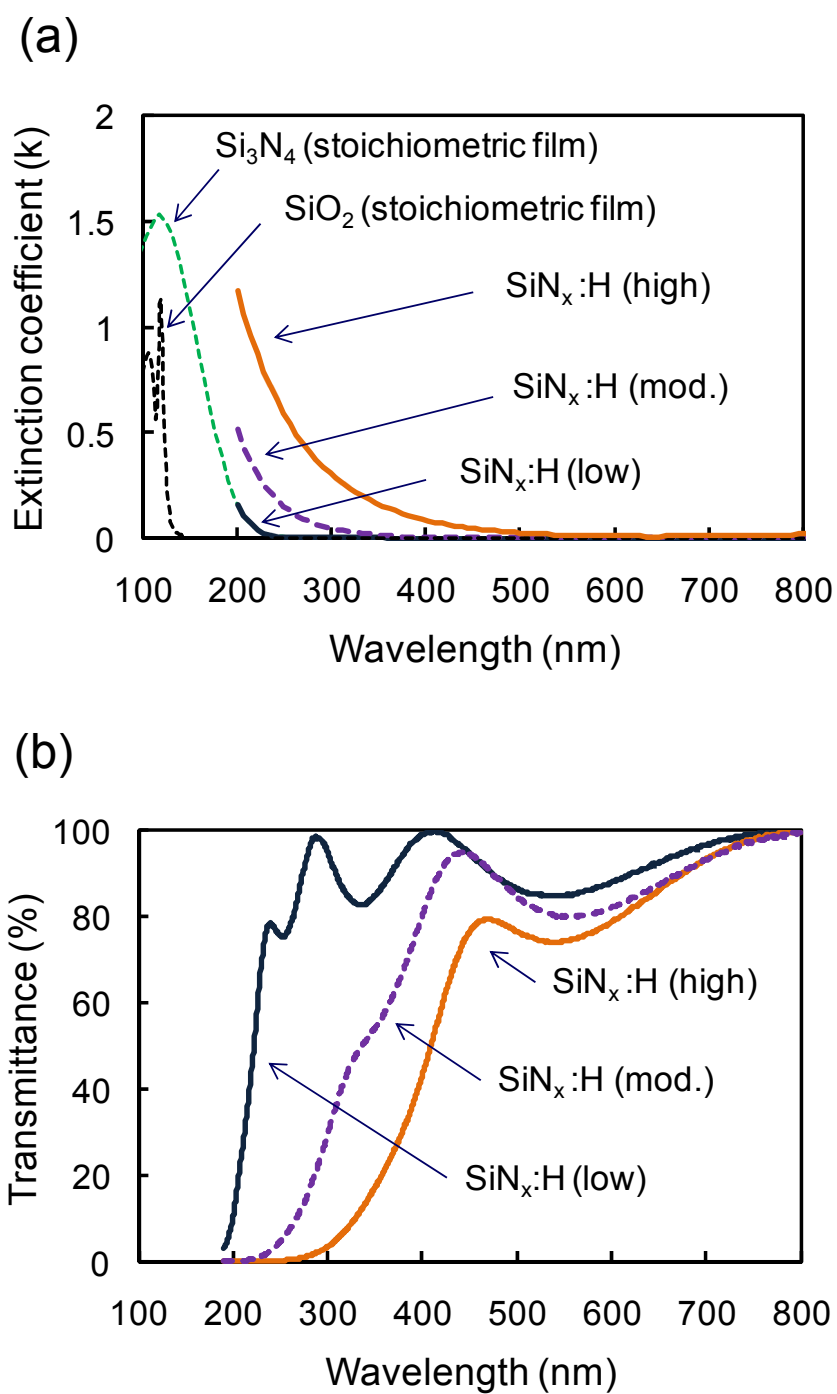 (a)
Extinction coefficient (k)
2
1.5
1
0.5
0
Si₃N₄ (stoichiometric film)
SiO₂ (stoichiometric film)
SiNₓ :H (high)
SiNₓ :H (mod.)
SiNₓ:H (low)
100 200 300 400 500 600 700 800
Wavelength (nm)
(b)
Transmittance (%)
100
80
60
40
20
0
SiNₓ :H (high)
SiNₓ :H (mod.)
SiNₓ:H (low)
100 200 300 400 500 600 700 800
Wavelength (nm)